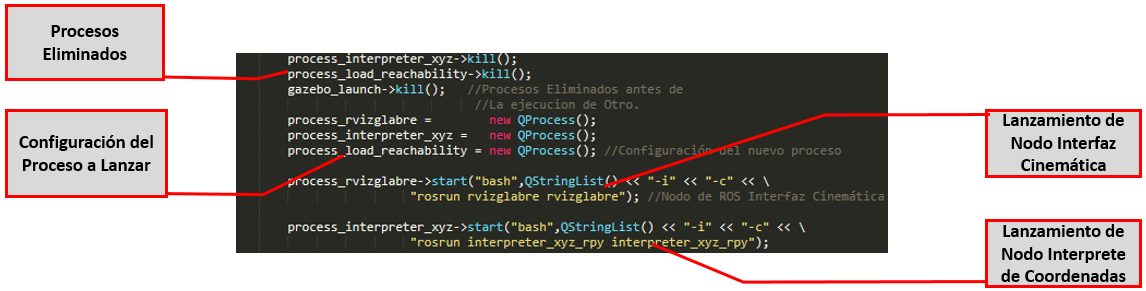 Procesos
Eliminados
Configuración del
Proceso a Lanzar
process_interpreter_xyz->kill();
process_load_reachability->kill();
gazebo_launch->kill();   //Procesos Eliminados antes de
//La ejecucion de Otro.
process_rvizglabre =        new QProcess();
process_interpreter_xyz =   new QProcess();
process_load_reachability = new QProcess(); //Configuración del nuevo proceso
process_rvizglabre->start("bash",QStringList() << "-i" << "-c" << \
"rosrun rvizglabre rvizglabre"); //Nodo de ROS Interfaz Cinemática
process_interpreter_xyz->start("bash",QStringList() << "-i" << "-c" << \
"rosrun interpreter_xyz_rpy interpreter_xyz_rpy");
Lanzamiento de
Nodo Interfaz
Cinemática
Lanzamiento de
Nodo Interprete
de Coordenadas